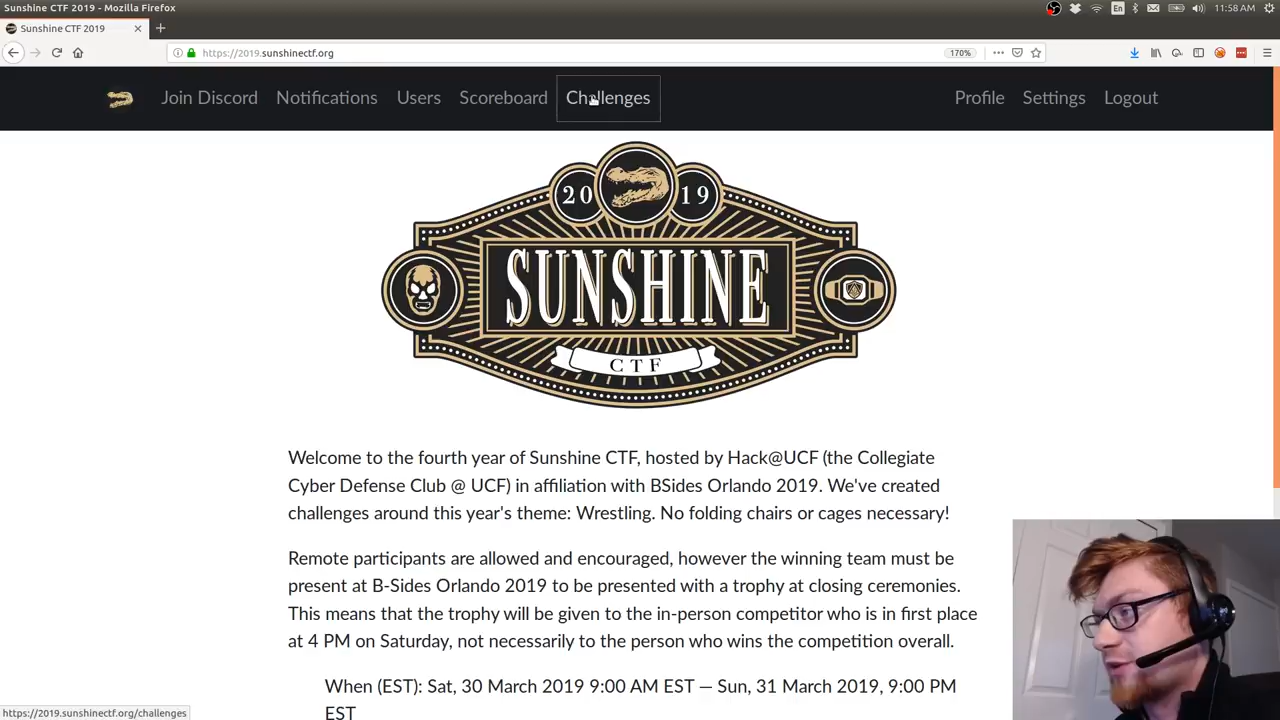 Sunshine CTF 2019 - Mozilla Firefox
En
11:58 AM
Sunshine CTF 2019
https://2019.sunshinectf.org
170%
Join Discord
Notifications
Users
Scoreboard
Challenges
Profile
Settings
Logout
20 19
SUNSHINE
CTF
Welcome to the fourth year of Sunshine CTF, hosted by Hack@UCF (the Collegiate
Cyber Defense Club @ UCF) in affiliation with BSides Orlando 2019. We've created
challenges around this year's theme: Wrestling. No folding chairs or cages necessary!
Remote participants are allowed and encouraged, however the winning team must be
present at B-Sides Orlando 2019 to be presented with a trophy at closing ceremonies.
This means that the trophy will be given to the in-person competitor who is in first place
at 4 PM on Saturday, not necessarily to the person who wins the competition overall.
When (EST): Sat, 30 March 2019 9:00 AM EST — Sun, 31 March 2019, 9:00 PM
EST
https://2019.sunshinectf.org/challenges